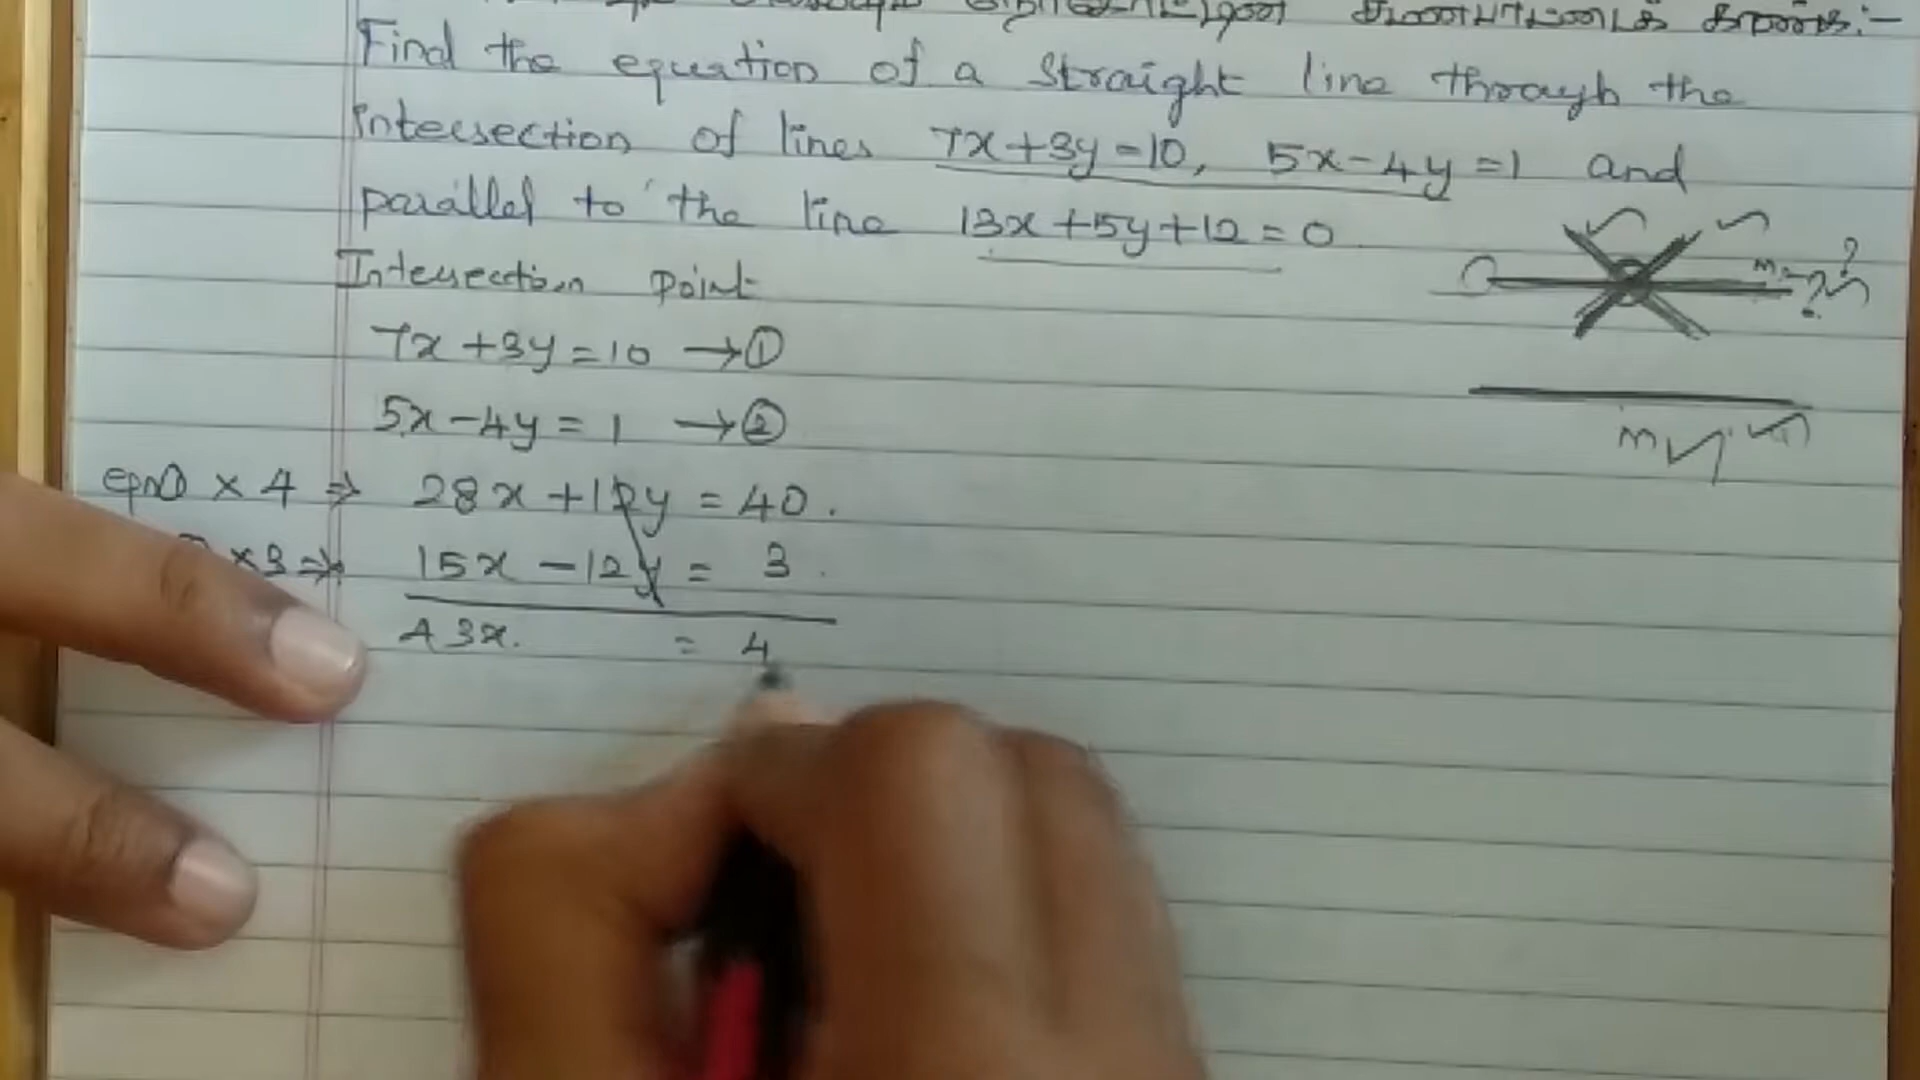 காண்க:-
Find the equation of a straight line through the
intersection of lines 7x+3y=10, 5x-4y=1 and
parallel to the line 13x+5y+12=0
m=?
?
Intersection Point
7x+3y=10 →①
5x-4y=1 →②
m
eqn① × 4 ⇒ 28x+12y=40.
×3⇒ 15x-12y=3.
43x. = 4